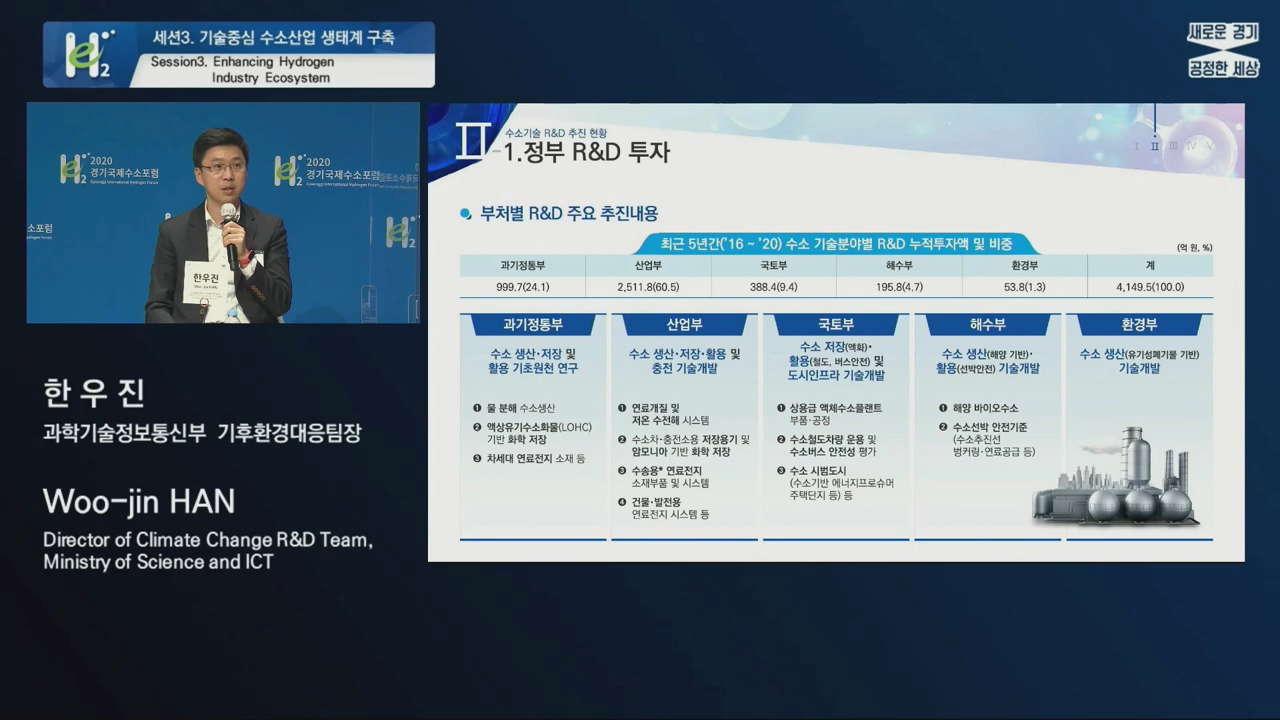 H2
e
세션3. 기술중심 수소산업 생태계 구축
Session3. Enhancing Hydrogen
Industry Ecosystem
새로운 경기
공정한 세상
2020
경기국제수소포럼
Gyeonggi International Hydrogen Forum
2020
경기국제수소포럼
Gyeonggi International Hydrogen Forum
소포럼
한우진
한 우 진
과학기술정보통신부 기후환경대응팀장
Woo-jin HAN
Director of Climate Change R&D Team,
Ministry of Science and ICT
수소기술 R&D 추진 현황
Ⅱ-1.정부 R&D 투자
Ⅰ Ⅱ Ⅲ Ⅳ Ⅴ
부처별 R&D 주요 추진내용
최근 5년간('16 ~ '20) 수소 기술분야별 R&D 누적투자액 및 비중
(억 원, %)
과기정통부 산업부 국토부 해수부 환경부 계
999.7(24.1) 2,511.8(60.5) 388.4(9.4) 195.8(4.7) 53.8(1.3) 4,149.5(100.0)
과기정통부
수소 생산·저장 및
활용 기초원천 연구
❶ 물 분해 수소생산
❷ 액상유기수소화물(LOHC)
기반 화학 저장
❸ 차세대 연료전지 소재 등
산업부
수소 생산·저장·활용 및
충전 기술개발
❶ 연료개질 및
저온 수전해 시스템
❷ 수소차·충전소용 저장용기 및
암모니아 기반 화학 저장
❸ 수송용* 연료전지
소재부품 및 시스템
❹ 건물·발전용
연료전지 시스템 등
국토부
수소 저장(액화)·
활용(철도, 버스안전) 및
도시인프라 기술개발
❶ 상용급 액체수소플랜트
부품·공정
❷ 수소철도차량 운용 및
수소버스 안전성 평가
❸ 수소 시범도시
(수소기반 에너지프로슈머
주택단지 등) 등
해수부
수소 생산(해양 기반)·
활용(선박안전) 기술개발
❶ 해양 바이오수소
❷ 수소선박 안전기준
(수소추진선
벙커링·연료공급 등)
환경부
수소 생산(유기성폐기물 기반)
기술개발